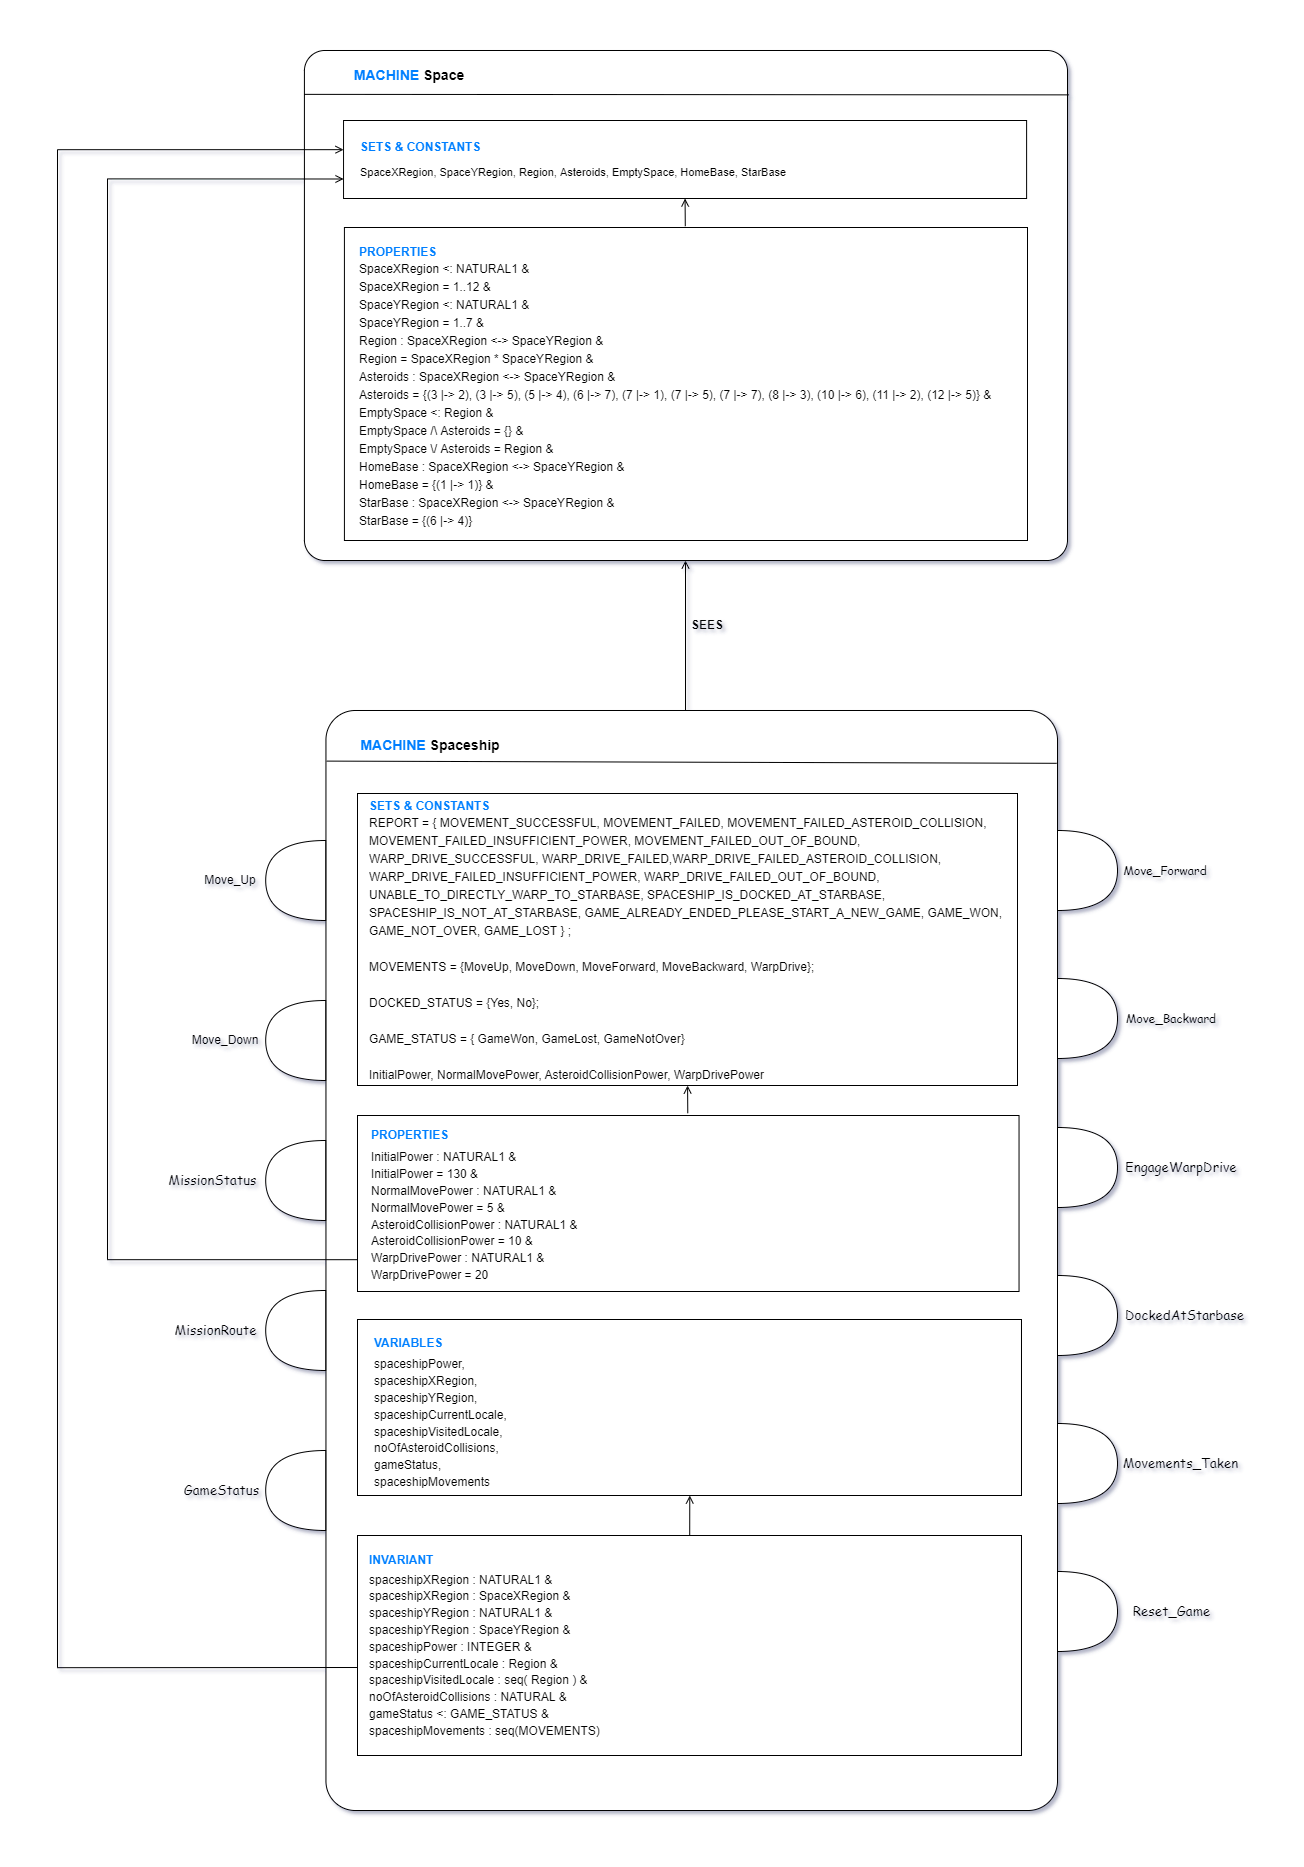 MACHINE Space
SETS & CONSTANTS
SpaceXRegion, SpaceYRegion, Region, Asteroids, EmptySpace, HomeBase, StarBase
PROPERTIES
SpaceXRegion <: NATURAL1 &
SpaceXRegion = 1..12 &
SpaceYRegion <: NATURAL1 &
SpaceYRegion = 1..7 &
Region : SpaceXRegion <-> SpaceYRegion &
Region = SpaceXRegion * SpaceYRegion &
Asteroids : SpaceXRegion <-> SpaceYRegion &
Asteroids = {(3 |-> 2), (3 |-> 5), (5 |-> 4), (6 |-> 7), (7 |-> 1), (7 |-> 5), (7 |-> 7), (8 |-> 3), (10 |-> 6), (11 |-> 2), (12 |-> 5)} &
EmptySpace <: Region &
EmptySpace /\ Asteroids = {} &
EmptySpace \/ Asteroids = Region &
HomeBase : SpaceXRegion <-> SpaceYRegion &
HomeBase = {(1 |-> 1)} &
StarBase : SpaceXRegion <-> SpaceYRegion &
StarBase = {(6 |-> 4)}
SEES
MACHINE Spaceship
SETS & CONSTANTS
REPORT = { MOVEMENT_SUCCESSFUL, MOVEMENT_FAILED, MOVEMENT_FAILED_ASTEROID_COLLISION,
MOVEMENT_FAILED_INSUFFICIENT_POWER, MOVEMENT_FAILED_OUT_OF_BOUND,
WARP_DRIVE_SUCCESSFUL, WARP_DRIVE_FAILED,WARP_DRIVE_FAILED_ASTEROID_COLLISION,
WARP_DRIVE_FAILED_INSUFFICIENT_POWER, WARP_DRIVE_FAILED_OUT_OF_BOUND,
UNABLE_TO_DIRECTLY_WARP_TO_STARBASE, SPACESHIP_IS_DOCKED_AT_STARBASE,
SPACESHIP_IS_NOT_AT_STARBASE, GAME_ALREADY_ENDED_PLEASE_START_A_NEW_GAME, GAME_WON,
GAME_NOT_OVER, GAME_LOST } ;
MOVEMENTS = {MoveUp, MoveDown, MoveForward, MoveBackward, WarpDrive};
DOCKED_STATUS = {Yes, No};
GAME_STATUS = { GameWon, GameLost, GameNotOver}
InitialPower, NormalMovePower, AsteroidCollisionPower, WarpDrivePower
PROPERTIES
InitialPower : NATURAL1 &
InitialPower = 130 &
NormalMovePower : NATURAL1 &
NormalMovePower = 5 &
AsteroidCollisionPower : NATURAL1 &
AsteroidCollisionPower = 10 &
WarpDrivePower : NATURAL1 &
WarpDrivePower = 20
VARIABLES
spaceshipPower,
spaceshipXRegion,
spaceshipYRegion,
spaceshipCurrentLocale,
spaceshipVisitedLocale,
noOfAsteroidCollisions,
gameStatus,
spaceshipMovements
INVARIANT
spaceshipXRegion : NATURAL1 &
spaceshipXRegion : SpaceXRegion &
spaceshipYRegion : NATURAL1 &
spaceshipYRegion : SpaceYRegion &
spaceshipPower : INTEGER &
spaceshipCurrentLocale : Region &
spaceshipVisitedLocale : seq( Region ) &
noOfAsteroidCollisions : NATURAL &
gameStatus <: GAME_STATUS &
spaceshipMovements : seq(MOVEMENTS)
Move_Up
Move_Down
MissionStatus
MissionRoute
GameStatus
Move_Forward
Move_Backward
EngageWarpDrive
DockedAtStarbase
Movements_Taken
Reset_Game